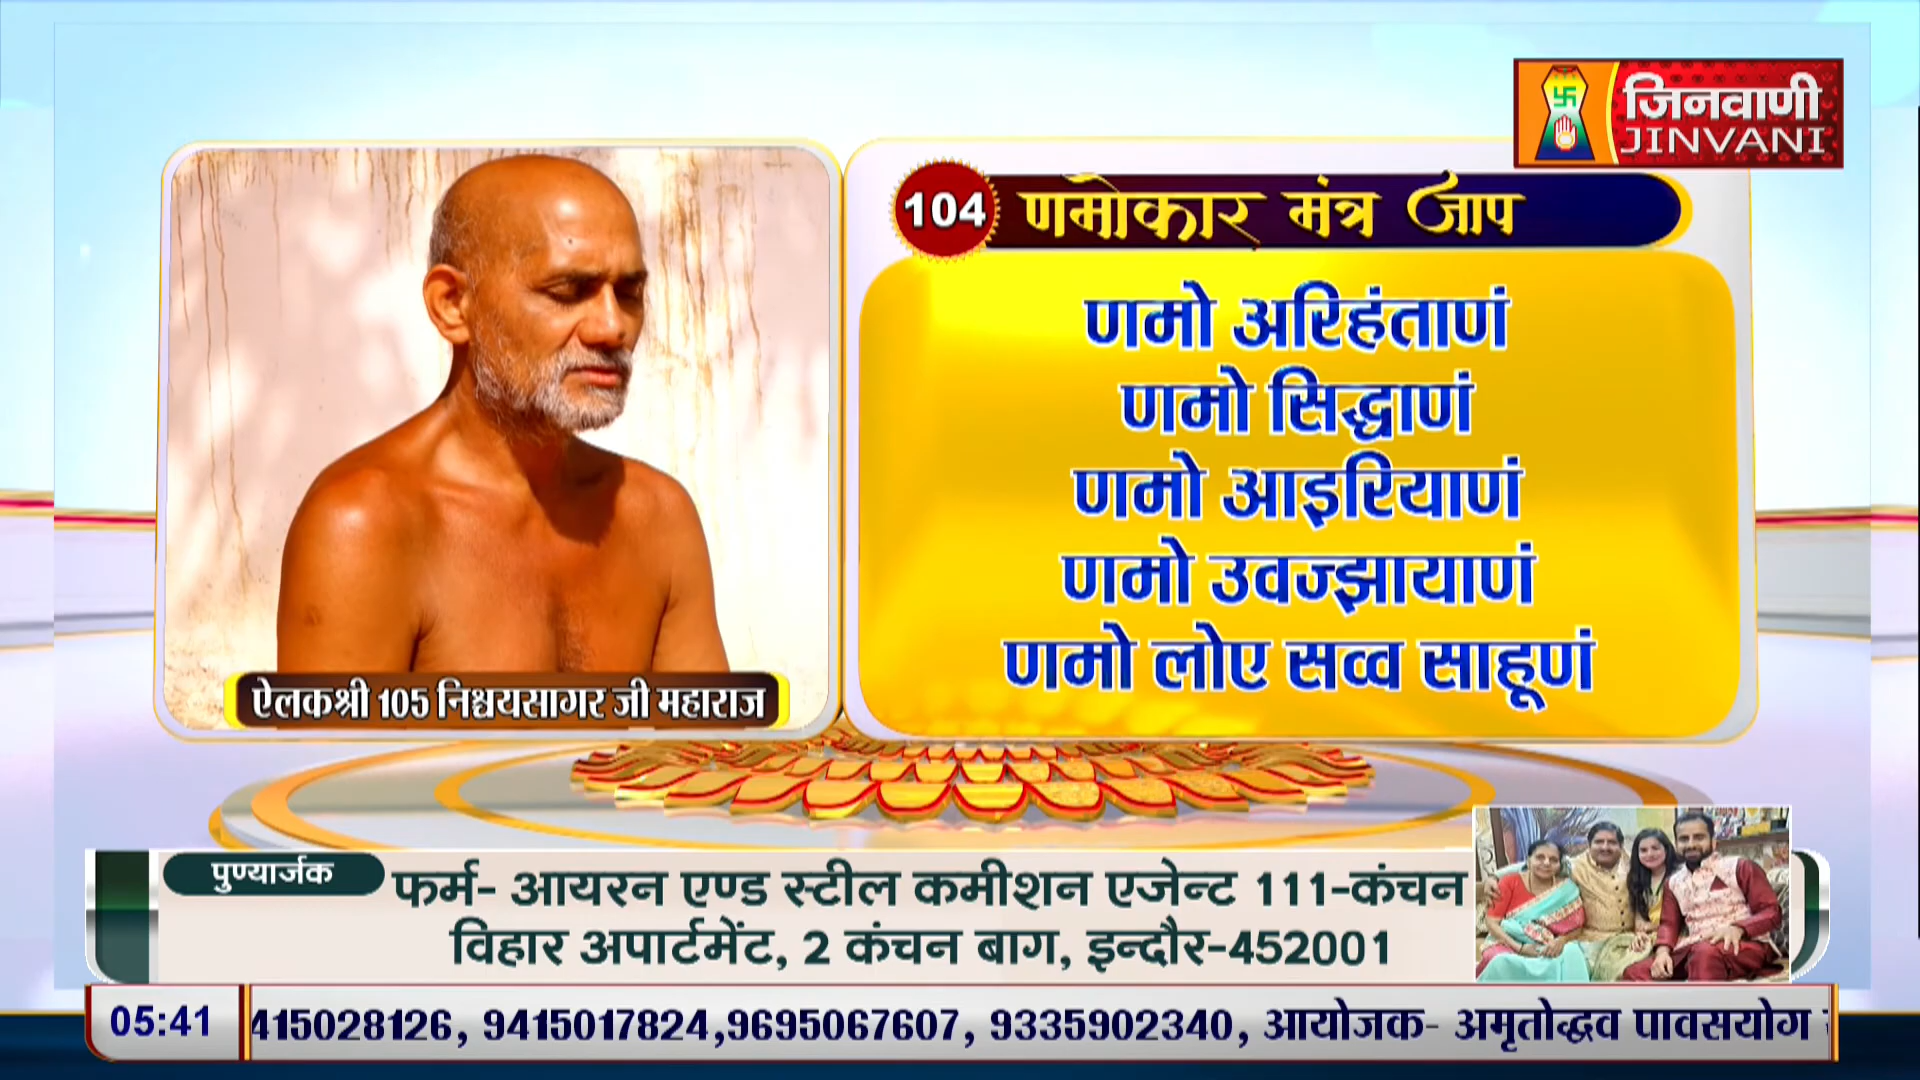 जिनवाणी
JINVANI
104 णमोकार मंत्र जाप
णमो अरिहंताणं
णमो सिद्धाणं
णमो आइरियाणं
णमो उवज्झायाणं
णमो लोए सव्व साहूणं
ऐलकश्री 105 निश्चयसागर जी महाराज
पुण्यार्जक
फर्म- आयरन एण्ड स्टील कमीशन एजेन्ट 111-कंचन
विहार अपार्टमेंट, 2 कंचन बाग, इन्दौर-452001
05:41
415028126, 9415017824,9695067607, 9335902340, आयोजक- अमृतोद्भव पावसयोग